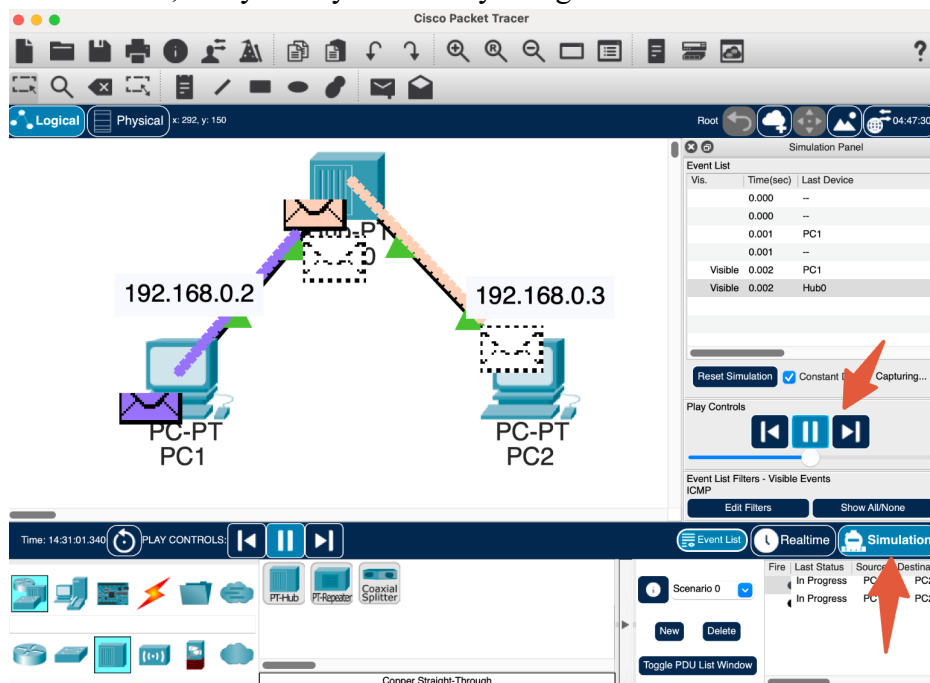 Cisco Packet Tracer
?
Logical Physical x: 292, y: 150 Root 04:47:30
Simulation Panel
Event List
Vis. Time(sec) Last Device
0.000 --
0.000 --
0.001 PC1
0.001 --
Visible 0.002 PC1
Visible 0.002 Hub0
192.168.0.2
192.168.0.3
PC-PT
PC1
PC-PT
PC2
Reset Simulation Constant Capturing...
Play Controls
Event List Filters - Visible Events
ICMP
Edit Filters Show All/None
Time: 14:31:01.340 PLAY CONTROLS: Event List Realtime Simulation
PT-Hub PT-Repeater Coaxial
Splitter
Scenario 0
New Delete
Toggle PDU List Window
Fire Last Status Source Destina
In Progress PC2
In Progress
Copper Straight-Through